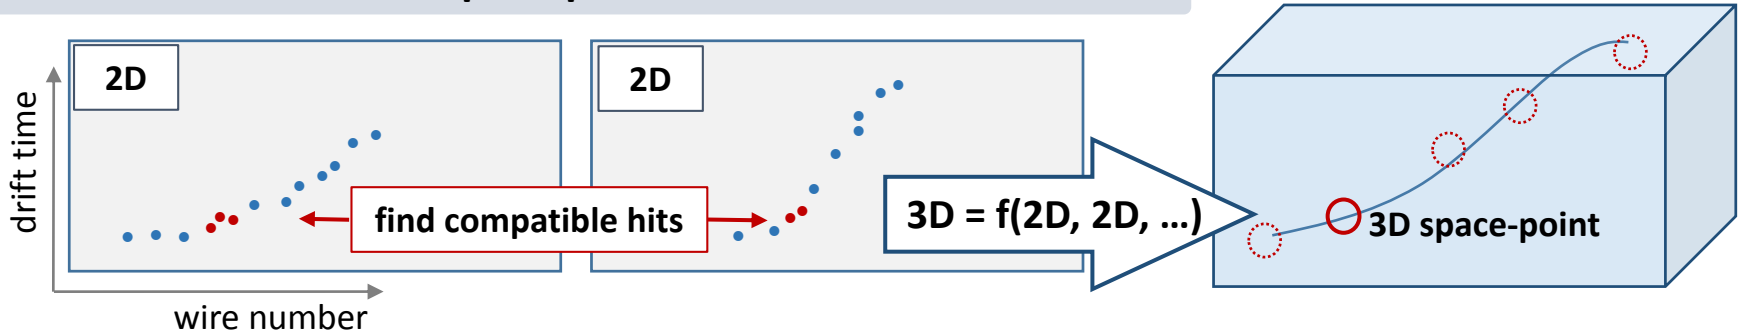 2D
2D
drift time
find compatible hits
3D = f(2D, 2D, ...)
3D space-point
wire number